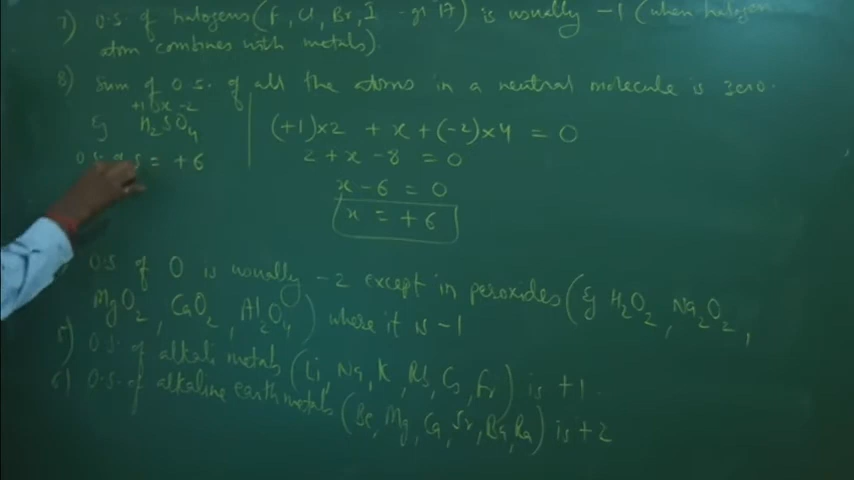 7) O.S. of halogens (F, Cl, Br, I - gr 17) is usually -1 (when halogen
atom combines with metals).
8) Sum of O.S. of all the atoms in a neutral molecule is zero.
+1 x -2
Eg H₂SO₄ (+1)×2 + x + (-2)×4 = 0
O.S. of S = +6 2 + x - 8 = 0
x - 6 = 0
x = +6
O.S of O is usually -2 except in peroxides (Eg H₂O₂, Na₂O₂,
MgO₂, CaO₂, Al₂O₄) where it is -1
5) O.S. of alkali metals (Li, Na, K, Rb, Cs, Fr) is +1.
6) O.S. of alkaline earth metals (Be, Mg, Ca, Sr, Ba, Ra) is +2